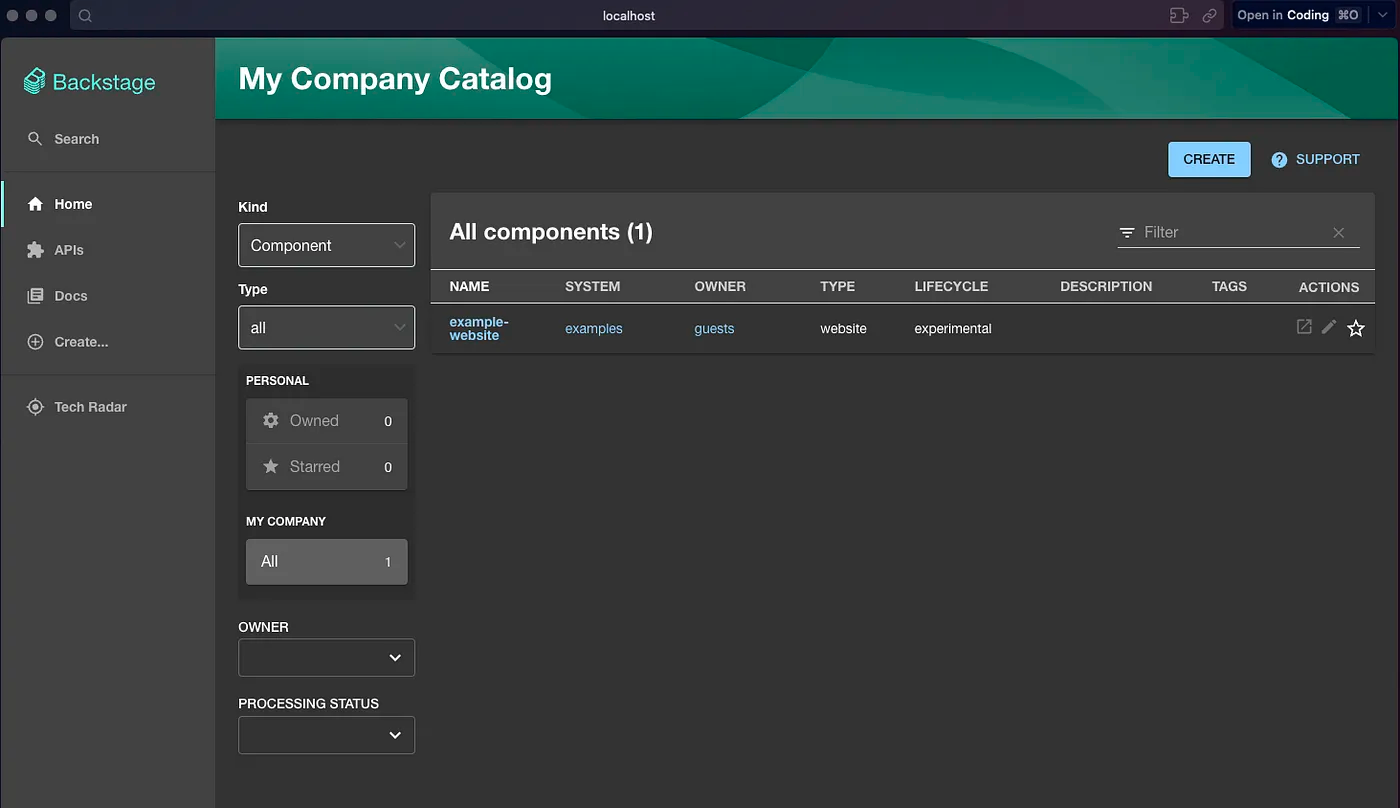 localhost
Open in Coding ⌘O
Backstage
Search
Home
APIs
Docs
Create...
Tech Radar
My Company Catalog
CREATE
SUPPORT
Kind
Component
Type
all
PERSONAL
Owned 0
Starred 0
MY COMPANY
All 1
OWNER
PROCESSING STATUS
All components (1)
Filter
NAME SYSTEM OWNER TYPE LIFECYCLE DESCRIPTION TAGS ACTIONS
example-
website examples guests website experimental